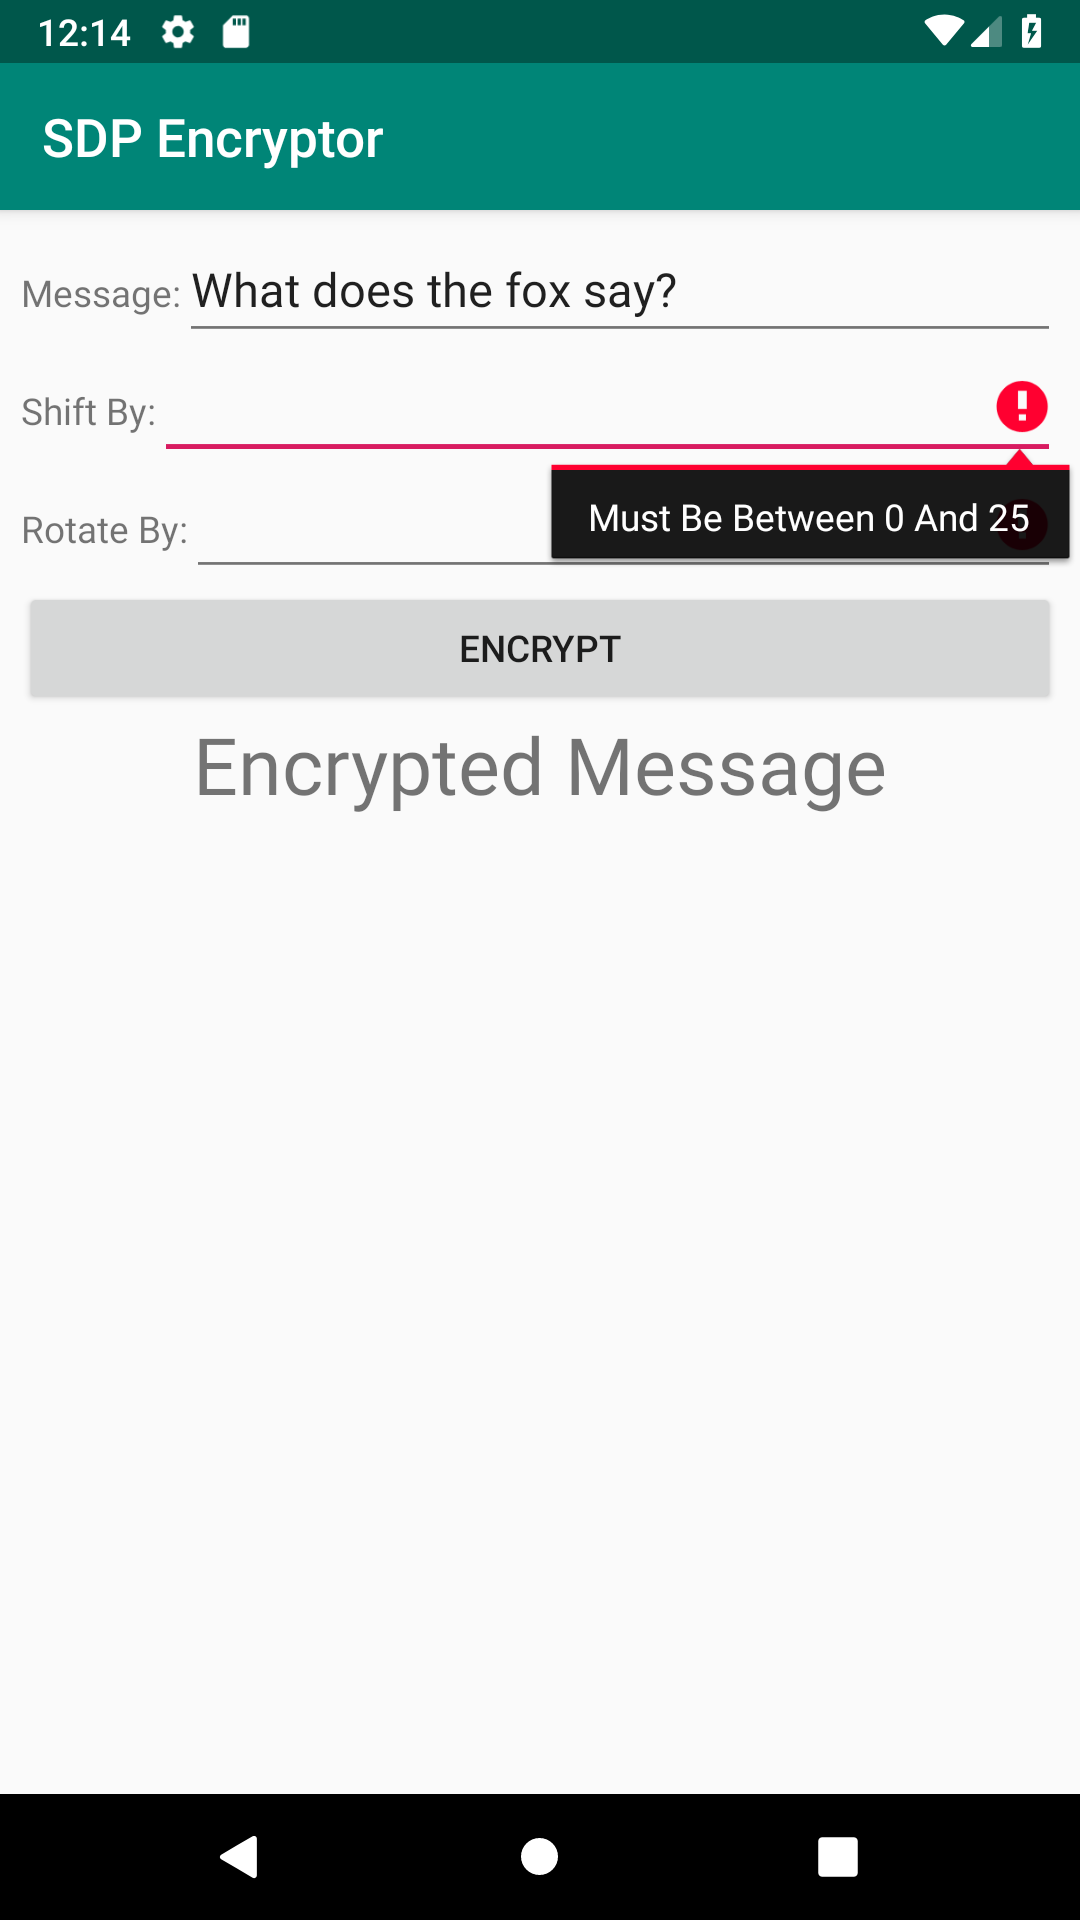 12:14
SDP Encryptor
Message: What does the fox say?
Shift By:
Must Be Between 0 And 25
Rotate By:
ENCRYPT
Encrypted Message